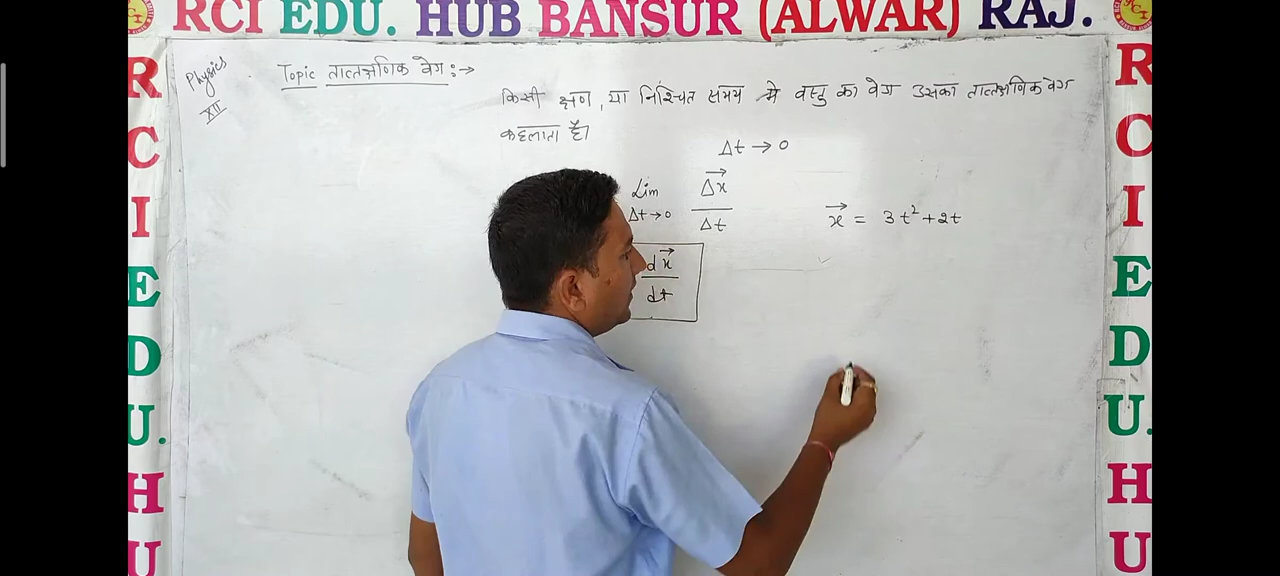 RCI EDU. HUB BANSUR (ALWAR) RAJ.
Physics
XII
Topic तात्क्षणिक वेग :→
किसी क्षण, या निश्चित समय मे वस्तु का वेग उसका तात्क्षणिक वेग
कहलाता है।
Δt → 0
Lim Δt→0 Δx⃗ / Δt
x⃗ = 3t² + 2t
dx⃗ / dt
R
C
I
E
D
U.
H
U
R
C
I
E
D
U.
H
U